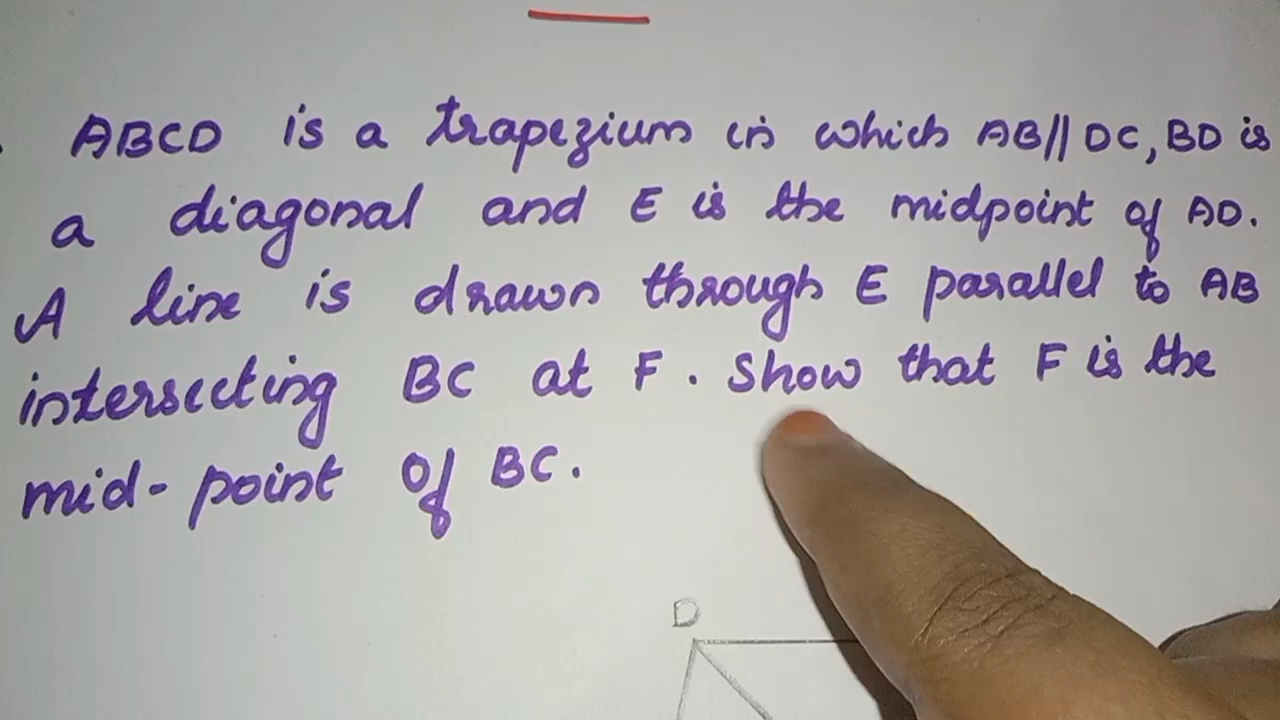 ABCD is a trapezium in which AB // DC, BD is
a diagonal and E is the midpoint of AD.
A line is drawn through E parallel to AB
intersecting BC at F. Show that F is the
mid-point of BC.
D